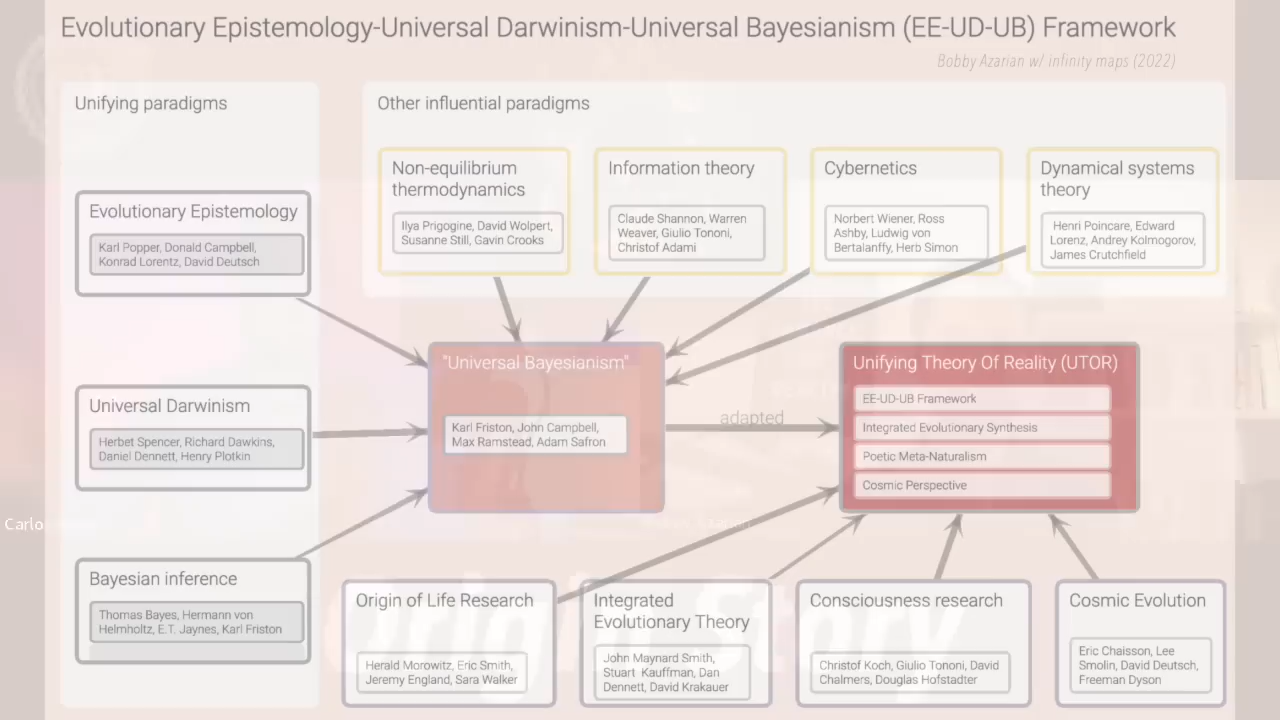 Evolutionary Epistemology-Universal Darwinism-Universal Bayesianism (EE-UD-UB) Framework
Bobby Azarian w/ infinity maps (2022)
Unifying paradigms
Other influential paradigms
Non-equilibrium
thermodynamics
Ilya Prigogine, David Wolpert,
Susanne Still, Gavin Crooks
Information theory
Claude Shannon, Warren
Weaver, Giulio Tononi,
Christof Adami
Cybernetics
Norbert Wiener, Ross
Ashby, Ludwig von
Bertalanffy, Herb Simon
Dynamical systems
theory
Henri Poincare, Edward
Lorenz, Andrey Kolmogorov,
James Crutchfield
Evolutionary Epistemology
Karl Popper, Donald Campbell,
Konrad Lorentz, David Deutsch
Universal Darwinism
Herbet Spencer, Richard Dawkins,
Daniel Dennett, Henry Plotkin
Bayesian inference
Thomas Bayes, Hermann von
Helmholtz, E.T. Jaynes, Karl Friston
"Universal Bayesianism"
Karl Friston, John Campbell,
Max Ramstead, Adam Safron
adapted
Unifying Theory Of Reality (UTOR)
EE-UD-UB Framework
Integrated Evolutionary Synthesis
Poetic Meta-Naturalism
Cosmic Perspective
Carlo
Origin of Life Research
Herald Morowitz, Eric Smith,
Jeremy England, Sara Walker
Integrated
Evolutionary Theory
John Maynard Smith,
Stuart Kauffman, Dan
Dennett, David Krakauer
Consciousness research
Christof Koch, Giulio Tononi, David
Chalmers, Douglas Hofstadter
Cosmic Evolution
Eric Chaisson, Lee
Smolin, David Deutsch,
Freeman Dyson
Origin Story